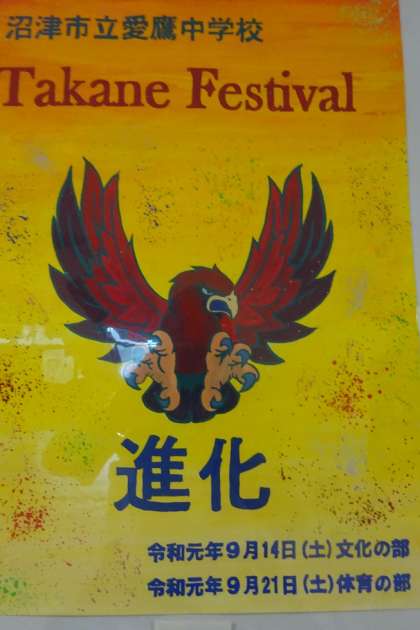 沼津市立愛鷹中学校
Takane Festival
進化
令和元年9月14日(土)文化の部
令和元年9月21日(土)体育の部